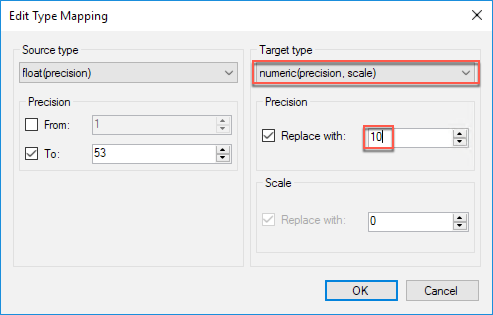 Edit Type Mapping
Source type
float(precision)
Precision
From: 1
To: 53
Target type
numeric(precision, scale)
Precision
Replace with: 10
Scale
Replace with: 0
OK Cancel